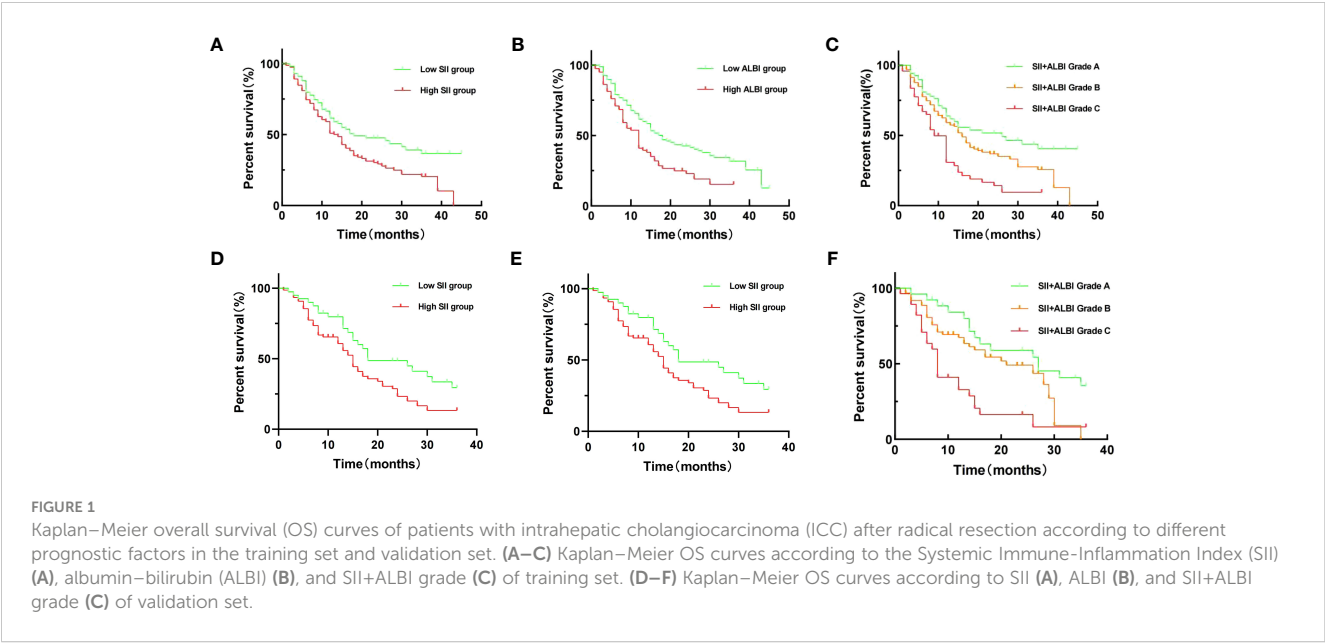 A
Percent survival(%)
100
50
0
0 10 20 30 40 50
Time(months)
Low SII group
High SII group
B
Percent survival(%)
100
50
0
0 10 20 30 40 50
Time(months)
Low ALBI group
High ALBI group
C
Percent survival(%)
100
50
0
0 10 20 30 40 50
Time(months)
SII+ALBI Grade A
SII+ALBI Grade B
SII+ALBI Grade C
D
Percent survival(%)
100
50
0
0 10 20 30 40
Time(months)
Low SII group
High SII group
E
Percent survival(%)
100
50
0
0 10 20 30 40
Time(months)
Low SII group
High SII group
F
Percent survival(%)
100
50
0
0 10 20 30 40
Time(months)
SII+ALBI Grade A
SII+ALBI Grade B
SII+ALBI Grade C
FIGURE 1
Kaplan–Meier overall survival (OS) curves of patients with intrahepatic cholangiocarcinoma (ICC) after radical resection according to different
prognostic factors in the training set and validation set. (A–C) Kaplan–Meier OS curves according to the Systemic Immune-Inflammation Index (SII)
(A), albumin–bilirubin (ALBI) (B), and SII+ALBI grade (C) of training set. (D–F) Kaplan–Meier OS curves according to SII (A), ALBI (B), and SII+ALBI
grade (C) of validation set.